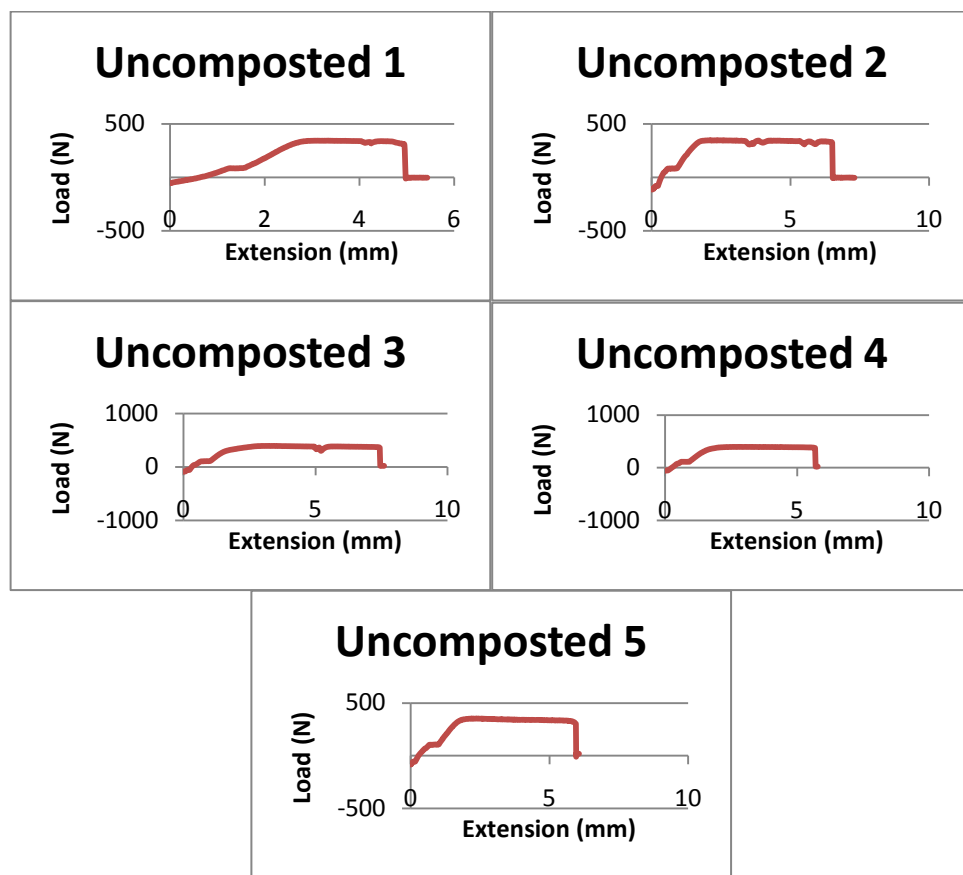 Uncomposted 1
500
-500
0 2 4 6
Load (N)
Extension (mm)
Uncomposted 2
500
-500
0 5 10
Load (N)
Extension (mm)
Uncomposted 3
1000
0
-1000
0 5 10
Load (N)
Extension (mm)
Uncomposted 4
1000
0
-1000
0 5 10
Load (N)
Extension (mm)
Uncomposted 5
500
-500
0 5 10
Load (N)
Extension (mm)